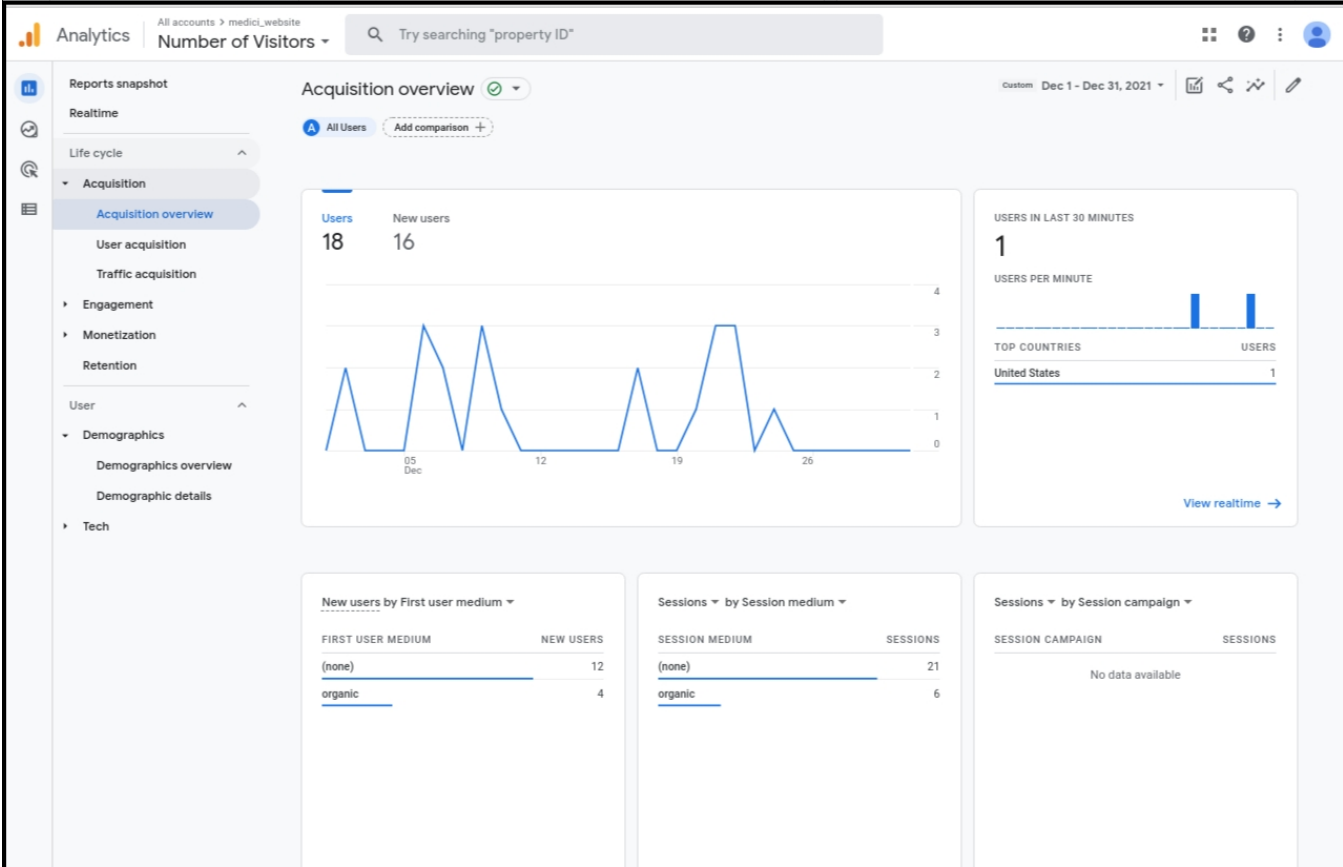 All accounts > medici_website
Analytics
Number of Visitors
Try searching "property ID"
Reports snapshot
Realtime
Life cycle
Acquisition
Acquisition overview
User acquisition
Traffic acquisition
Engagement
Monetization
Retention
User
Demographics
Demographics overview
Demographic details
Tech
Acquisition overview
Custom Dec 1 - Dec 31, 2021
A All Users
Add comparison +
Users
18
New users
16
4
3
2
1
0
05
Dec
12
19
26
USERS IN LAST 30 MINUTES
1
USERS PER MINUTE
TOP COUNTRIES USERS
United States 1
View realtime
New users by First user medium
FIRST USER MEDIUM NEW USERS
(none) 12
organic 4
Sessions by Session medium
SESSION MEDIUM SESSIONS
(none) 21
organic 6
Sessions by Session campaign
SESSION CAMPAIGN SESSIONS
No data available